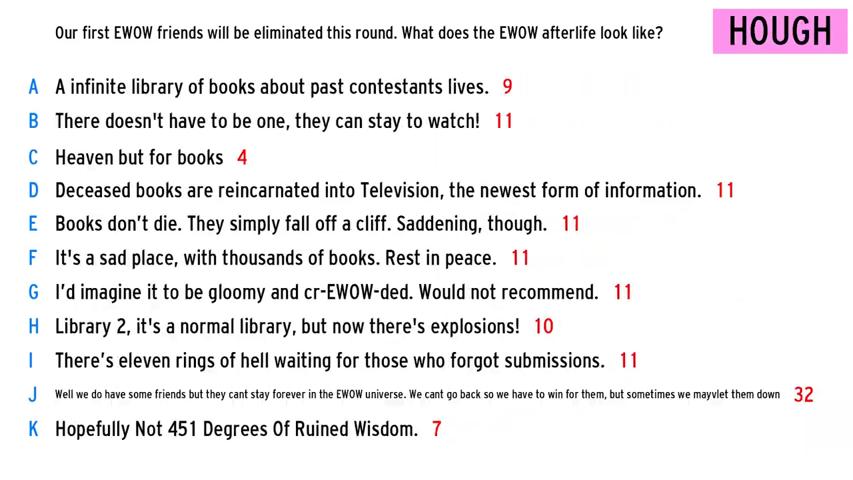 Our first EWOW friends will be eliminated this round. What does the EWOW afterlife look like?
HOUGH
A A infinite library of books about past contestants lives. 9
B There doesn't have to be one, they can stay to watch! 11
C Heaven but for books 4
D Deceased books are reincarnated into Television, the newest form of information. 11
E Books don’t die. They simply fall off a cliff. Saddening, though. 11
F It's a sad place, with thousands of books. Rest in peace. 11
G I’d imagine it to be gloomy and cr-EWOW-ded. Would not recommend. 11
H Library 2, it's a normal library, but now there's explosions! 10
I There’s eleven rings of hell waiting for those who forgot submissions. 11
J Well we do have some friends but they cant stay forever in the EWOW universe. We cant go back so we have to win for them, but sometimes we mayvlet them down 32
K Hopefully Not 451 Degrees Of Ruined Wisdom. 7